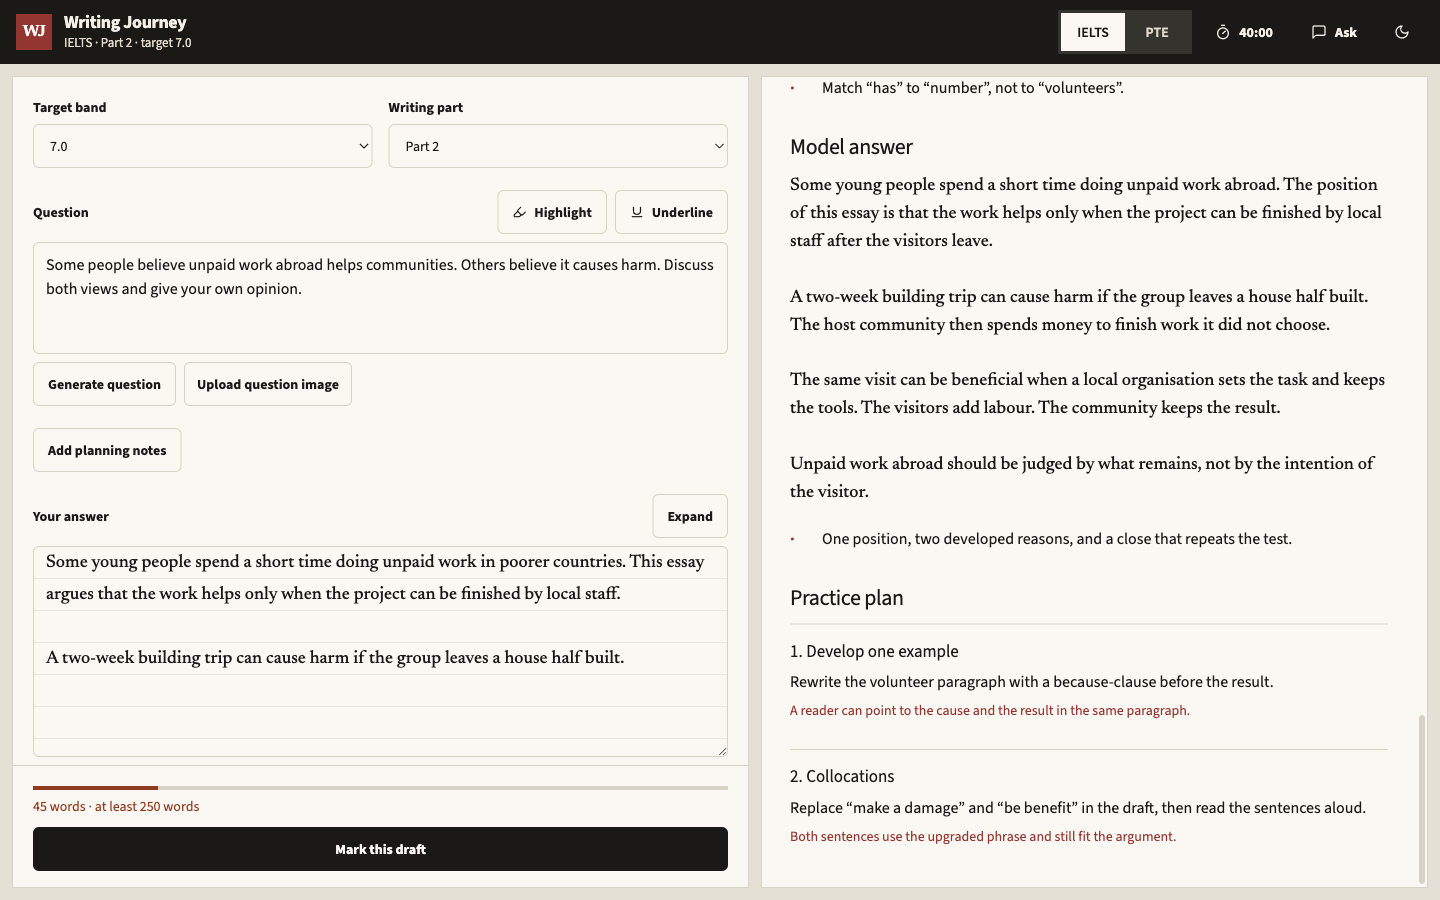 WJ
Writing Journey
IELTS · Part 2 · target 7.0
IELTS
PTE
40:00
Ask
Target band
Writing part
7.0
Part 2
Question
Highlight
Underline
Some people believe unpaid work abroad helps communities. Others believe it causes harm. Discuss
both views and give your own opinion.
Generate question
Upload question image
Add planning notes
Your answer
Expand
Some young people spend a short time doing unpaid work in poorer countries. This essay
argues that the work helps only when the project can be finished by local staff.
A two-week building trip can cause harm if the group leaves a house half built.
45 words · at least 250 words
Mark this draft
• Match “has” to “number”, not to “volunteers”.
Model answer
Some young people spend a short time doing unpaid work abroad. The position
of this essay is that the work helps only when the project can be finished by local
staff after the visitors leave.
A two-week building trip can cause harm if the group leaves a house half built.
The host community then spends money to finish work it did not choose.
The same visit can be beneficial when a local organisation sets the task and keeps
the tools. The visitors add labour. The community keeps the result.
Unpaid work abroad should be judged by what remains, not by the intention of
the visitor.
• One position, two developed reasons, and a close that repeats the test.
Practice plan
1. Develop one example
Rewrite the volunteer paragraph with a because-clause before the result.
A reader can point to the cause and the result in the same paragraph.
2. Collocations
Replace “make a damage” and “be benefit” in the draft, then read the sentences aloud.
Both sentences use the upgraded phrase and still fit the argument.